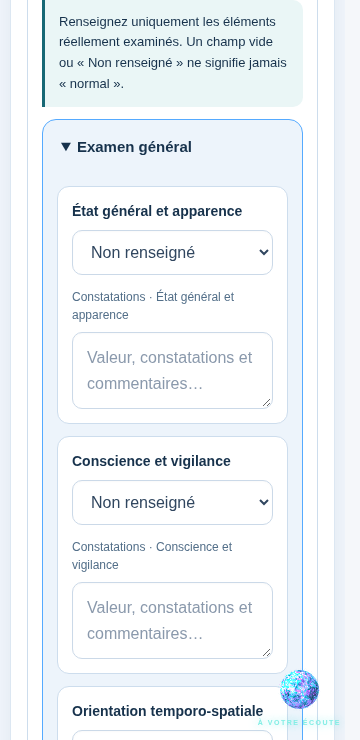 Renseignez uniquement les éléments
réellement examinés. Un champ vide
ou « Non renseigné » ne signifie jamais
« normal ».
▼ Examen général
État général et apparence
Non renseigné
Constatations · État général et
apparence
Valeur, constatations et
commentaires…
Conscience et vigilance
Non renseigné
Constatations · Conscience et
vigilance
Valeur, constatations et
commentaires…
Orientation temporo-spatiale
À VOTRE ÉCOUTE